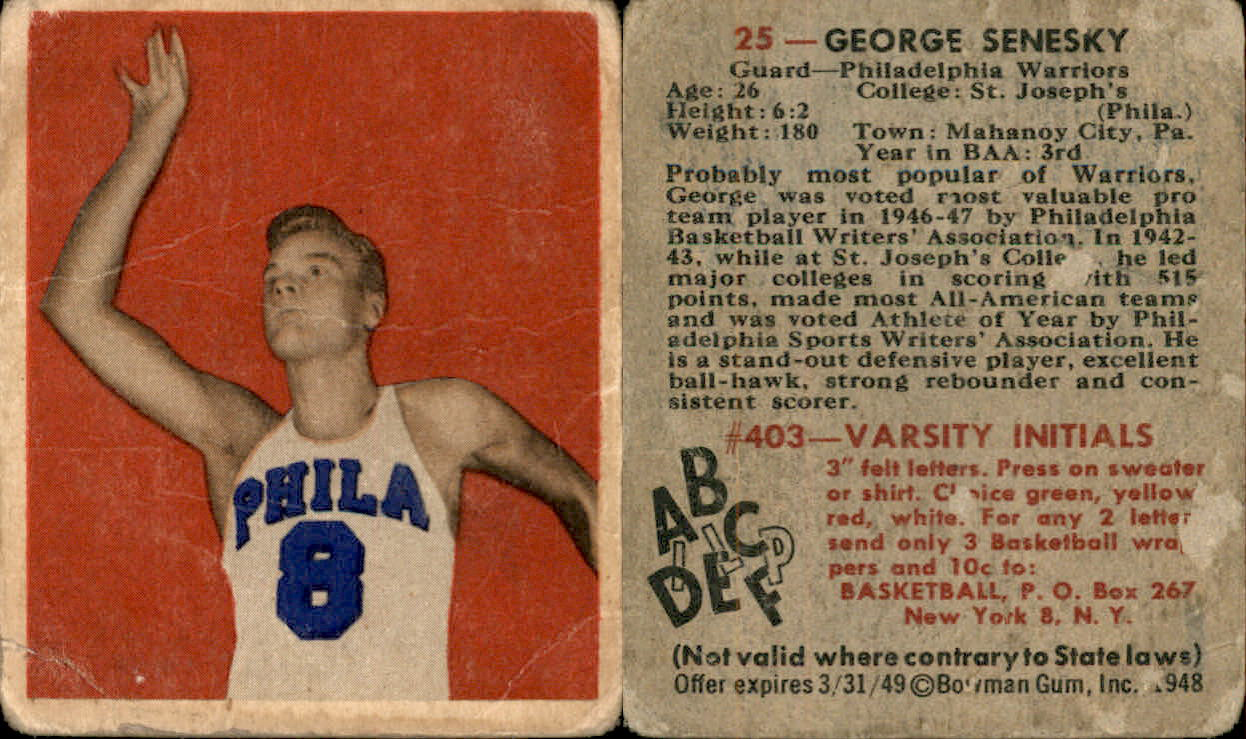 PHILA
8
25 — GEORGE SENESKY
Guard—Philadelphia Warriors
Age: 26 College: St. Joseph's
Height: 6:2 (Phila.)
Weight: 180 Town: Mahanoy City, Pa.
Year in BAA: 3rd
Probably most popular of Warriors,
George was voted most valuable pro
team player in 1946-47 by Philadelphia
Basketball Writers' Association. In 1942-
43, while at St. Joseph's Colle , he led
major colleges in scoring ith 515
points, made most All-American teams
and was voted Athlete of Year by Phil-
adelphia Sports Writers' Association. He
is a stand-out defensive player, excellent
ball-hawk, strong rebounder and con-
sistent scorer.
#403—VARSITY INITIALS
3" felt letters. Press on sweater
or shirt. C oice green, yellow
red, white. For any 2 letter
send only 3 Basketball wra
pers and 10c to:
BASKETBALL, P. O. Box 267
New York 8, N. Y.
A B C D E F
(Not valid where contrary to State laws)
Offer expires 3/31/49 © Bowman Gum, Inc. 1948